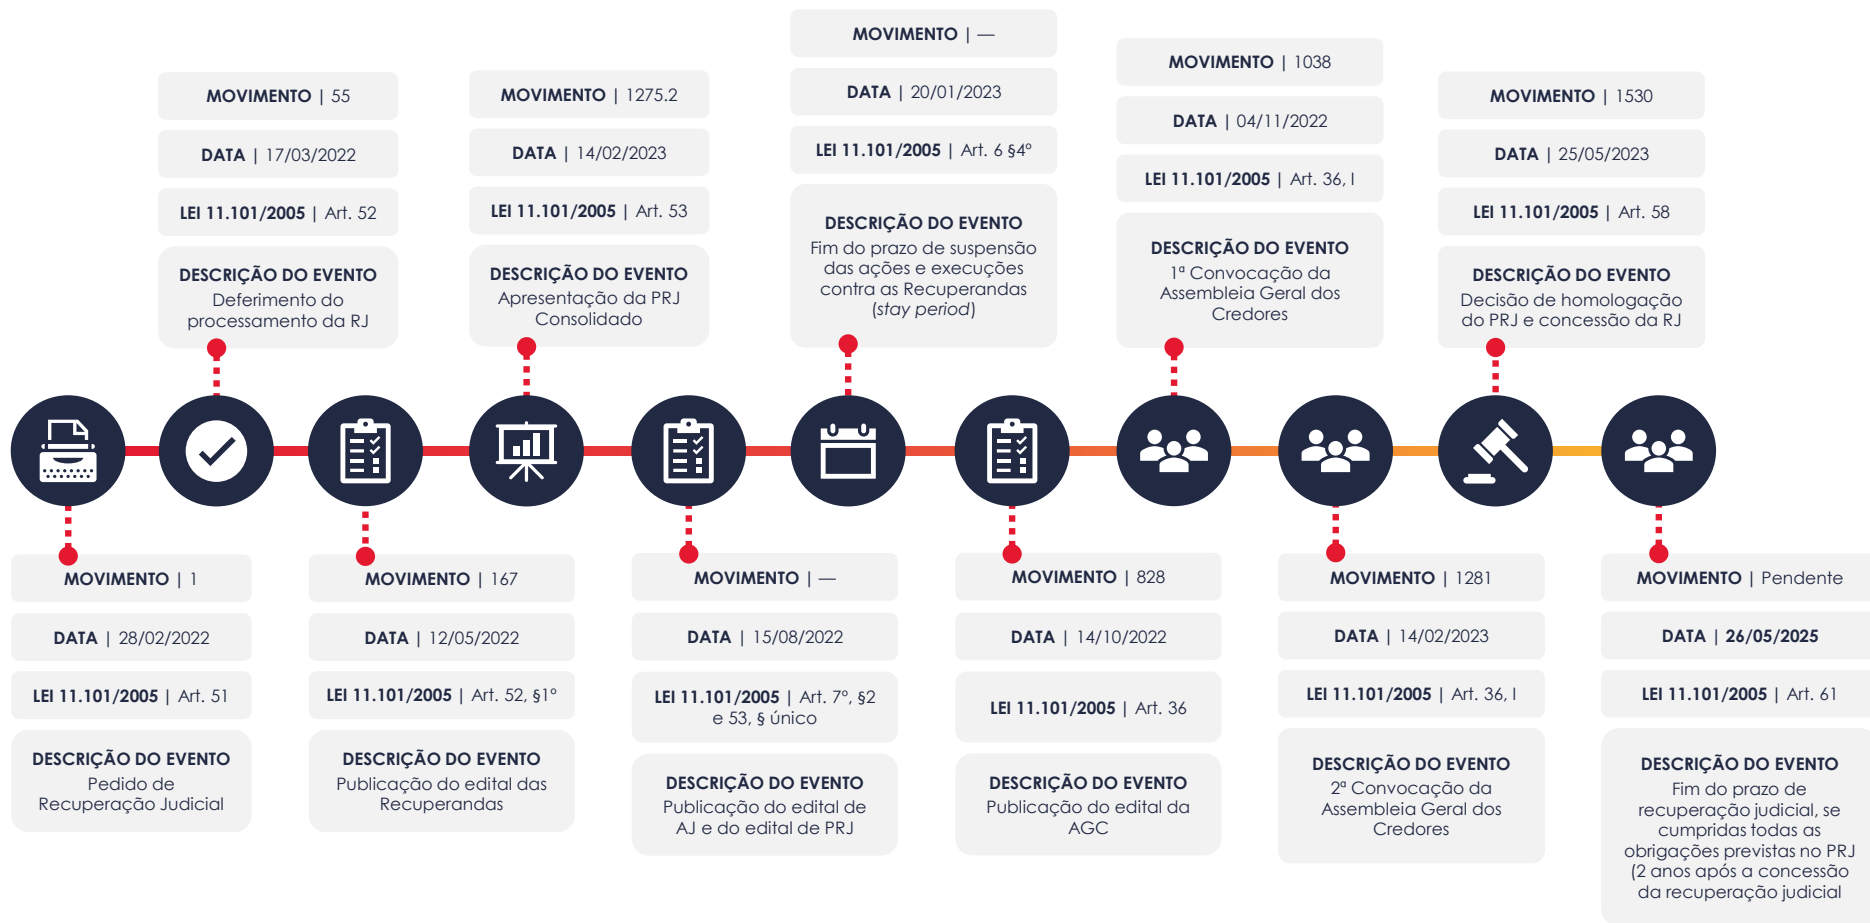 MOVIMENTO | 1
DATA | 28/02/2022
LEI 11.101/2005 | Art. 51
DESCRIÇÃO DO EVENTO
Pedido de
Recuperação Judicial
MOVIMENTO | 55
DATA | 17/03/2022
LEI 11.101/2005 | Art. 52
DESCRIÇÃO DO EVENTO
Deferimento do
processamento da RJ
MOVIMENTO | 167
DATA | 12/05/2022
LEI 11.101/2005 | Art. 52, §1º
DESCRIÇÃO DO EVENTO
Publicação do edital das
Recuperandas
MOVIMENTO | 1275.2
DATA | 14/02/2023
LEI 11.101/2005 | Art. 53
DESCRIÇÃO DO EVENTO
Apresentação da PRJ
Consolidado
MOVIMENTO | —
DATA | 15/08/2022
LEI 11.101/2005 | Art. 7º, §2
e 53, § único
DESCRIÇÃO DO EVENTO
Publicação do edital de
AJ e do edital de PRJ
MOVIMENTO | —
DATA | 20/01/2023
LEI 11.101/2005 | Art. 6 §4º
DESCRIÇÃO DO EVENTO
Fim do prazo de suspensão
das ações e execuções
contra as Recuperandas
(stay period)
MOVIMENTO | 828
DATA | 14/10/2022
LEI 11.101/2005 | Art. 36
DESCRIÇÃO DO EVENTO
Publicação do edital da
AGC
MOVIMENTO | 1038
DATA | 04/11/2022
LEI 11.101/2005 | Art. 36, I
DESCRIÇÃO DO EVENTO
1ª Convocação da
Assembleia Geral dos
Credores
MOVIMENTO | 1281
DATA | 14/02/2023
LEI 11.101/2005 | Art. 36, I
DESCRIÇÃO DO EVENTO
2ª Convocação da
Assembleia Geral dos
Credores
MOVIMENTO | 1530
DATA | 25/05/2023
LEI 11.101/2005 | Art. 58
DESCRIÇÃO DO EVENTO
Decisão de homologação
do PRJ e concessão da RJ
MOVIMENTO | Pendente
DATA | 26/05/2025
LEI 11.101/2005 | Art. 61
DESCRIÇÃO DO EVENTO
Fim do prazo de
recuperação judicial, se
cumpridas todas as
obrigações previstas no PRJ
(2 anos após a concessão
da recuperação judicial